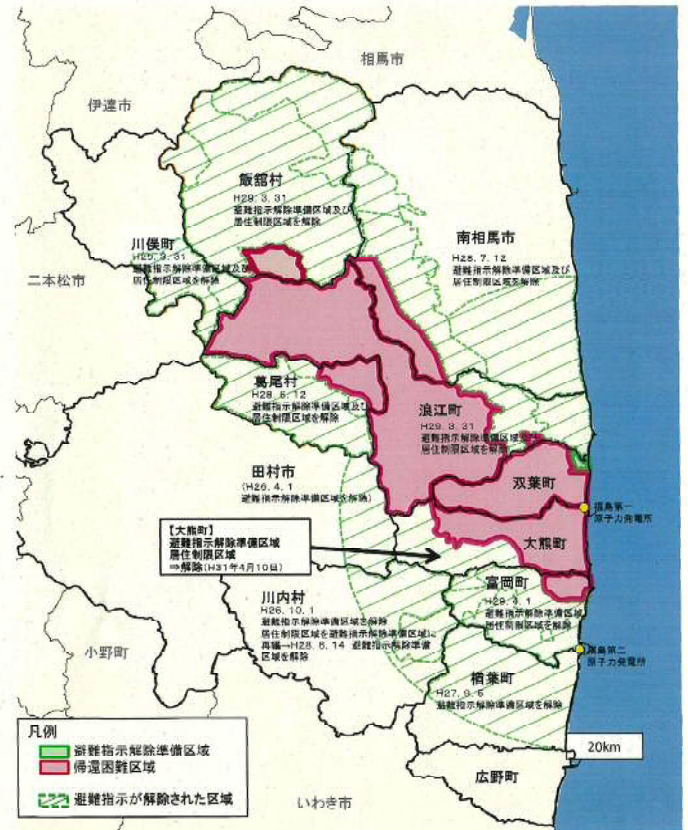 相馬市
伊達市
飯舘村
H29.3.31
避難指示解除準備区域及び
居住制限区域を解除
川俣町
H29.3.31
避難指示解除準備区域及び
居住制限区域を解除
南相馬市
H28.7.12
避難指示解除準備区域及び
居住制限区域を解除
二本松市
葛尾村
H28.6.12
避難指示解除準備区域及び
居住制限区域を解除
浪江町
H29.3.31
避難指示解除準備区域及び
居住制限区域を解除
田村市
(H26.4.1
避難指示解除準備区域を解除)
双葉町
福島第一
原子力発電所
【大熊町】
避難指示解除準備区域
居住制限区域
⇒解除(H31年4月10日)
大熊町
富岡町
H29.4.1
避難指示解除準備区域
居住制限区域を解除
川内村
H26.10.1
避難指示解除準備区域を解除
居住制限区域を避難指示解除準備区域に
再編→H28.6.14 避難指示解除準備
区域を解除
小野町
福島第二
原子力発電所
楢葉町
H27.9.5
避難指示解除準備区域を解除
凡例
避難指示解除準備区域
帰還困難区域
避難指示が解除された区域
20km
広野町
いわき市